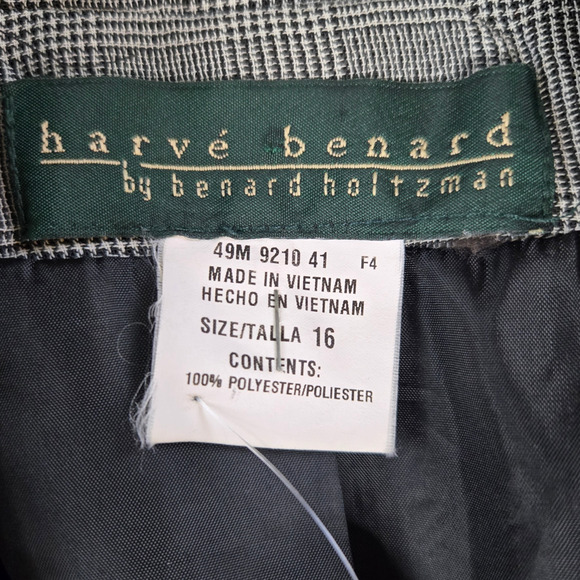 harvé benard
by benard holtzman
49M 9210 41 F4
MADE IN VIETNAM
HECHO EN VIETNAM
SIZE/TALLA 16
CONTENTS:
100% POLYESTER/POLIESTER